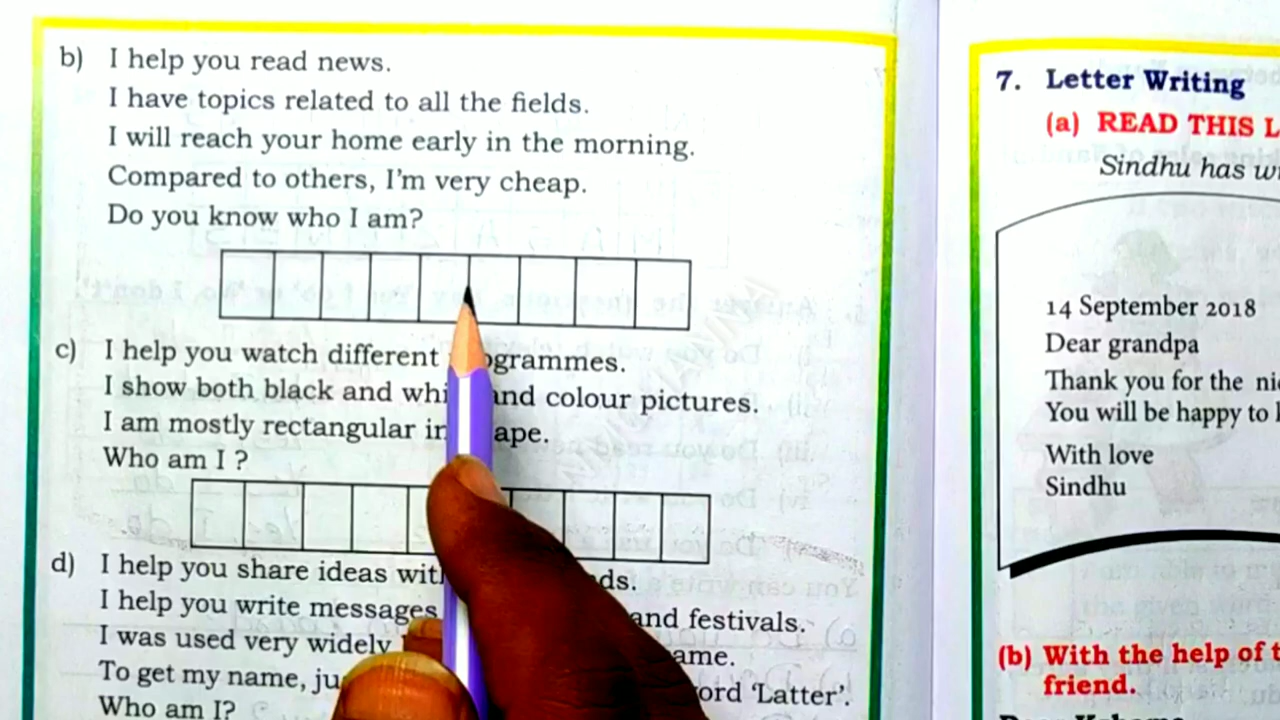 b) I help you read news.
I have topics related to all the fields.
I will reach your home early in the morning.
Compared to others, I'm very cheap.
Do you know who I am?
c) I help you watch different ogrammes.
I show both black and whi and colour pictures.
I am mostly rectangular in ape.
Who am I ?
d) I help you share ideas wit ds.
I help you write messages and festivals.
I was used very widely ame.
To get my name, ju ord 'Latter'.
Who am I?
7. Letter Writing
(a) READ THIS L
Sindhu has w
14 September 2018
Dear grandpa
Thank you for the ni
You will be happy to
With love
Sindhu
(b) With the help of t
friend.